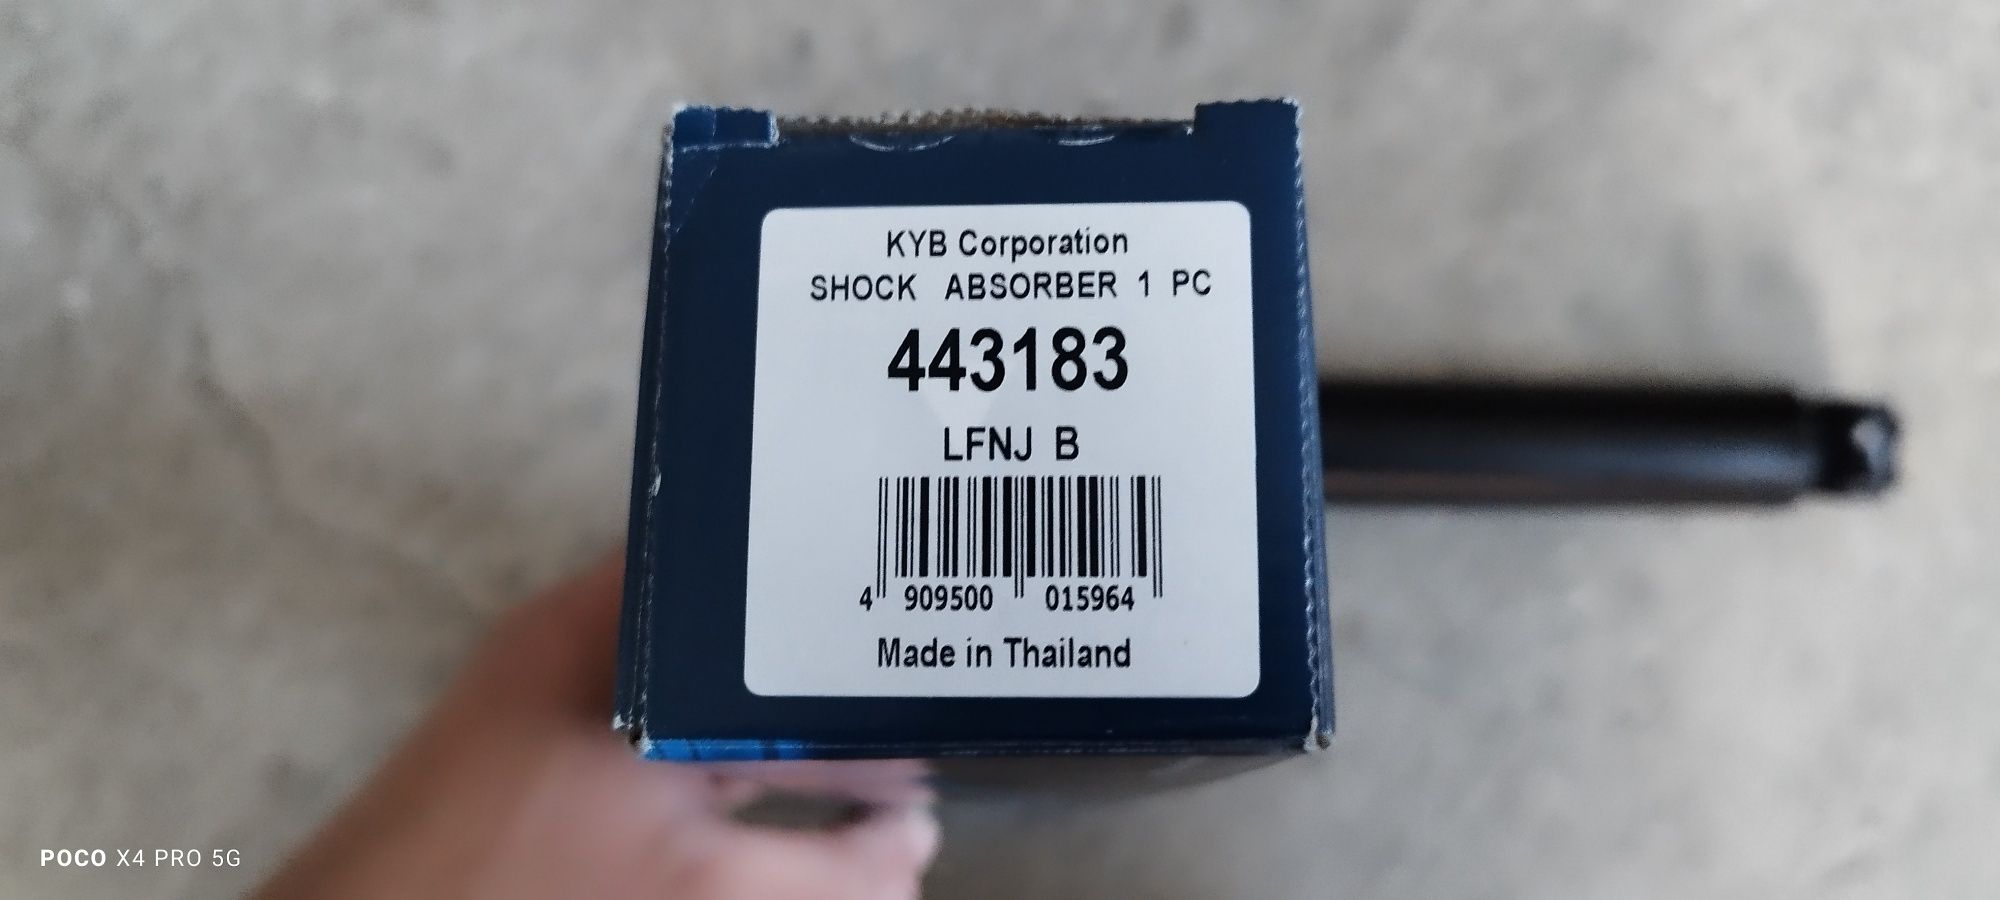 KYB Corporation
SHOCK ABSORBER 1 PC
443183
LFNJ B
4 909500 015964
Made in Thailand
POCO X4 PRO 5G